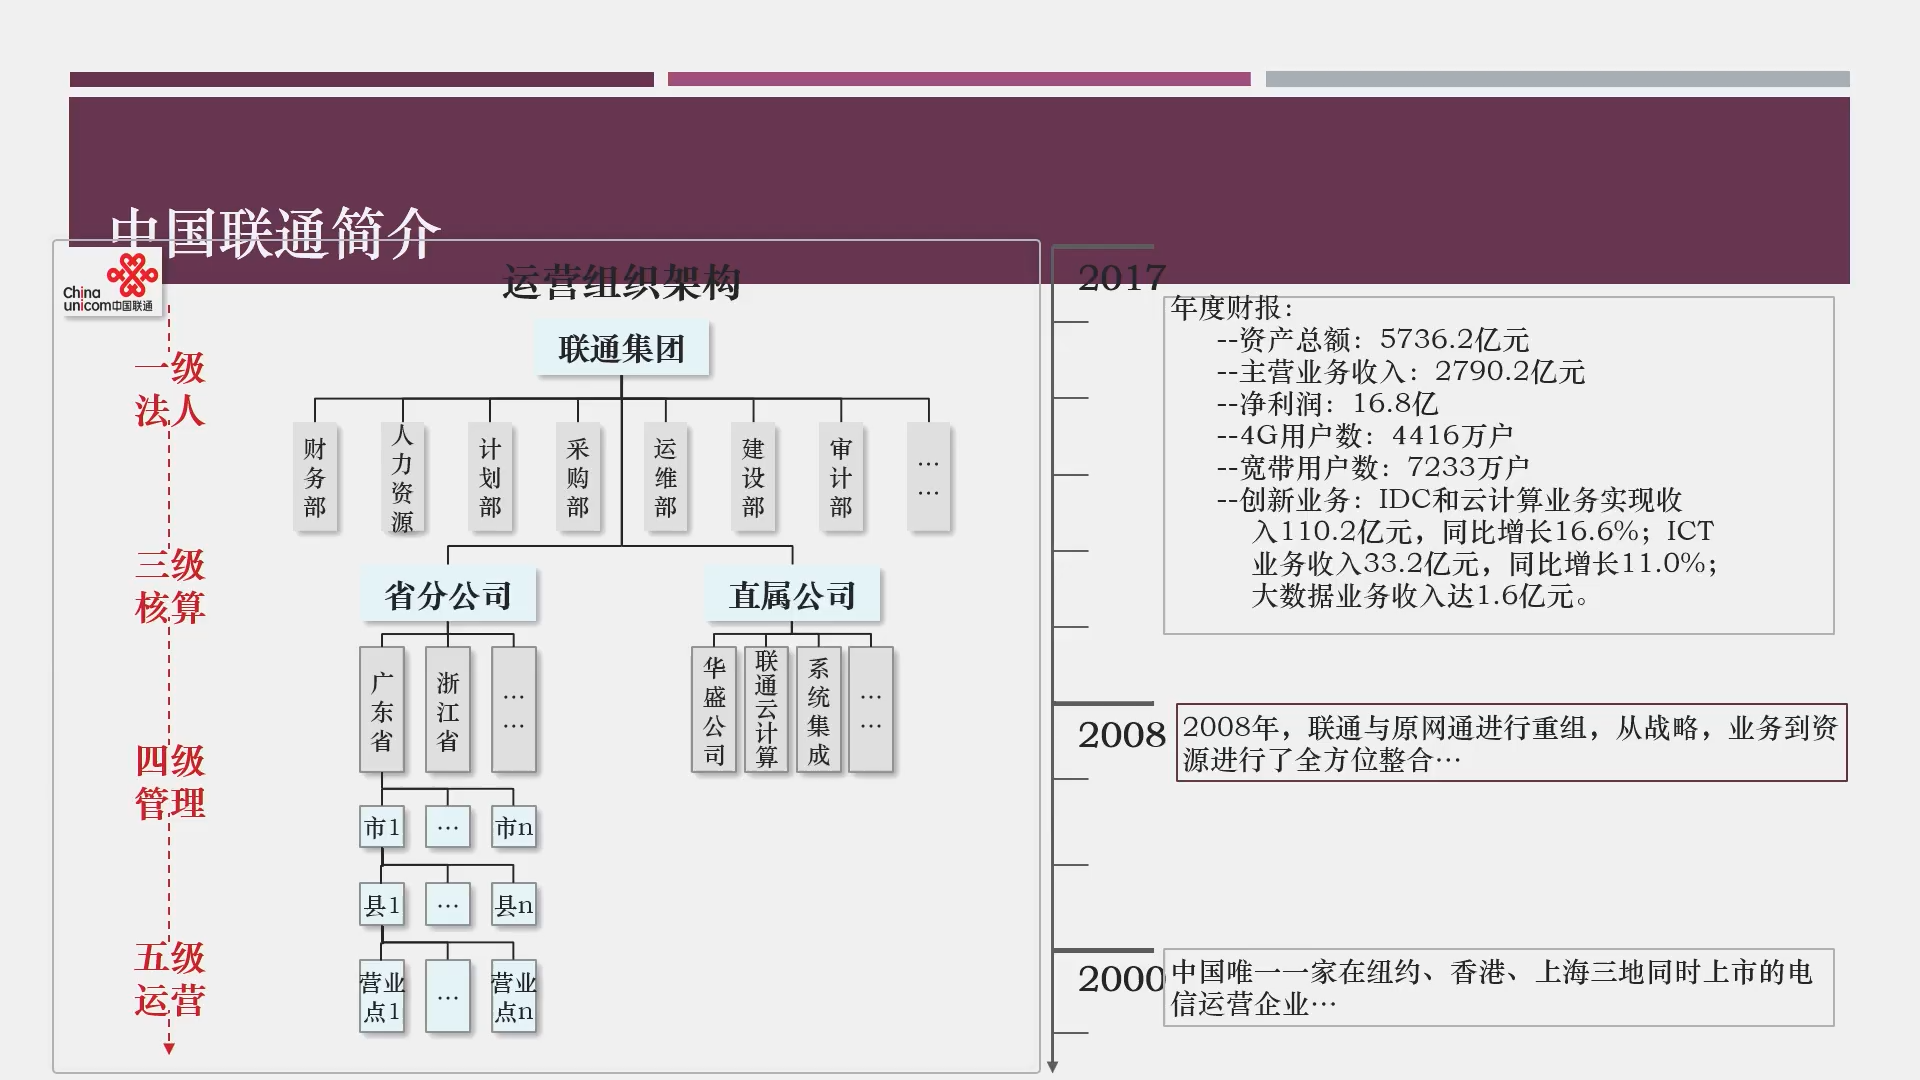 中国联通简介
China
unicom中国联通
运营组织架构
一级
法人
三级
核算
四级
管理
五级
运营
联通集团
财务部
人力资源
计划部
采购部
运维部
建设部
审计部
……
省分公司
直属公司
广东省
浙江省
……
华盛公司
联通云计算
系统集成
……
市1
…
市n
县1
…
县n
营业
点1
…
营业
点n
2017
年度财报：
--资产总额：5736.2亿元
--主营业务收入：2790.2亿元
--净利润：16.8亿
--4G用户数：4416万户
--宽带用户数：7233万户
--创新业务：IDC和云计算业务实现收
入110.2亿元，同比增长16.6%；ICT
业务收入33.2亿元，同比增长11.0%；
大数据业务收入达1.6亿元。
2008
2008年，联通与原网通进行重组，从战略，业务到资
源进行了全方位整合…
2000
中国唯一一家在纽约、香港、上海三地同时上市的电
信运营企业…